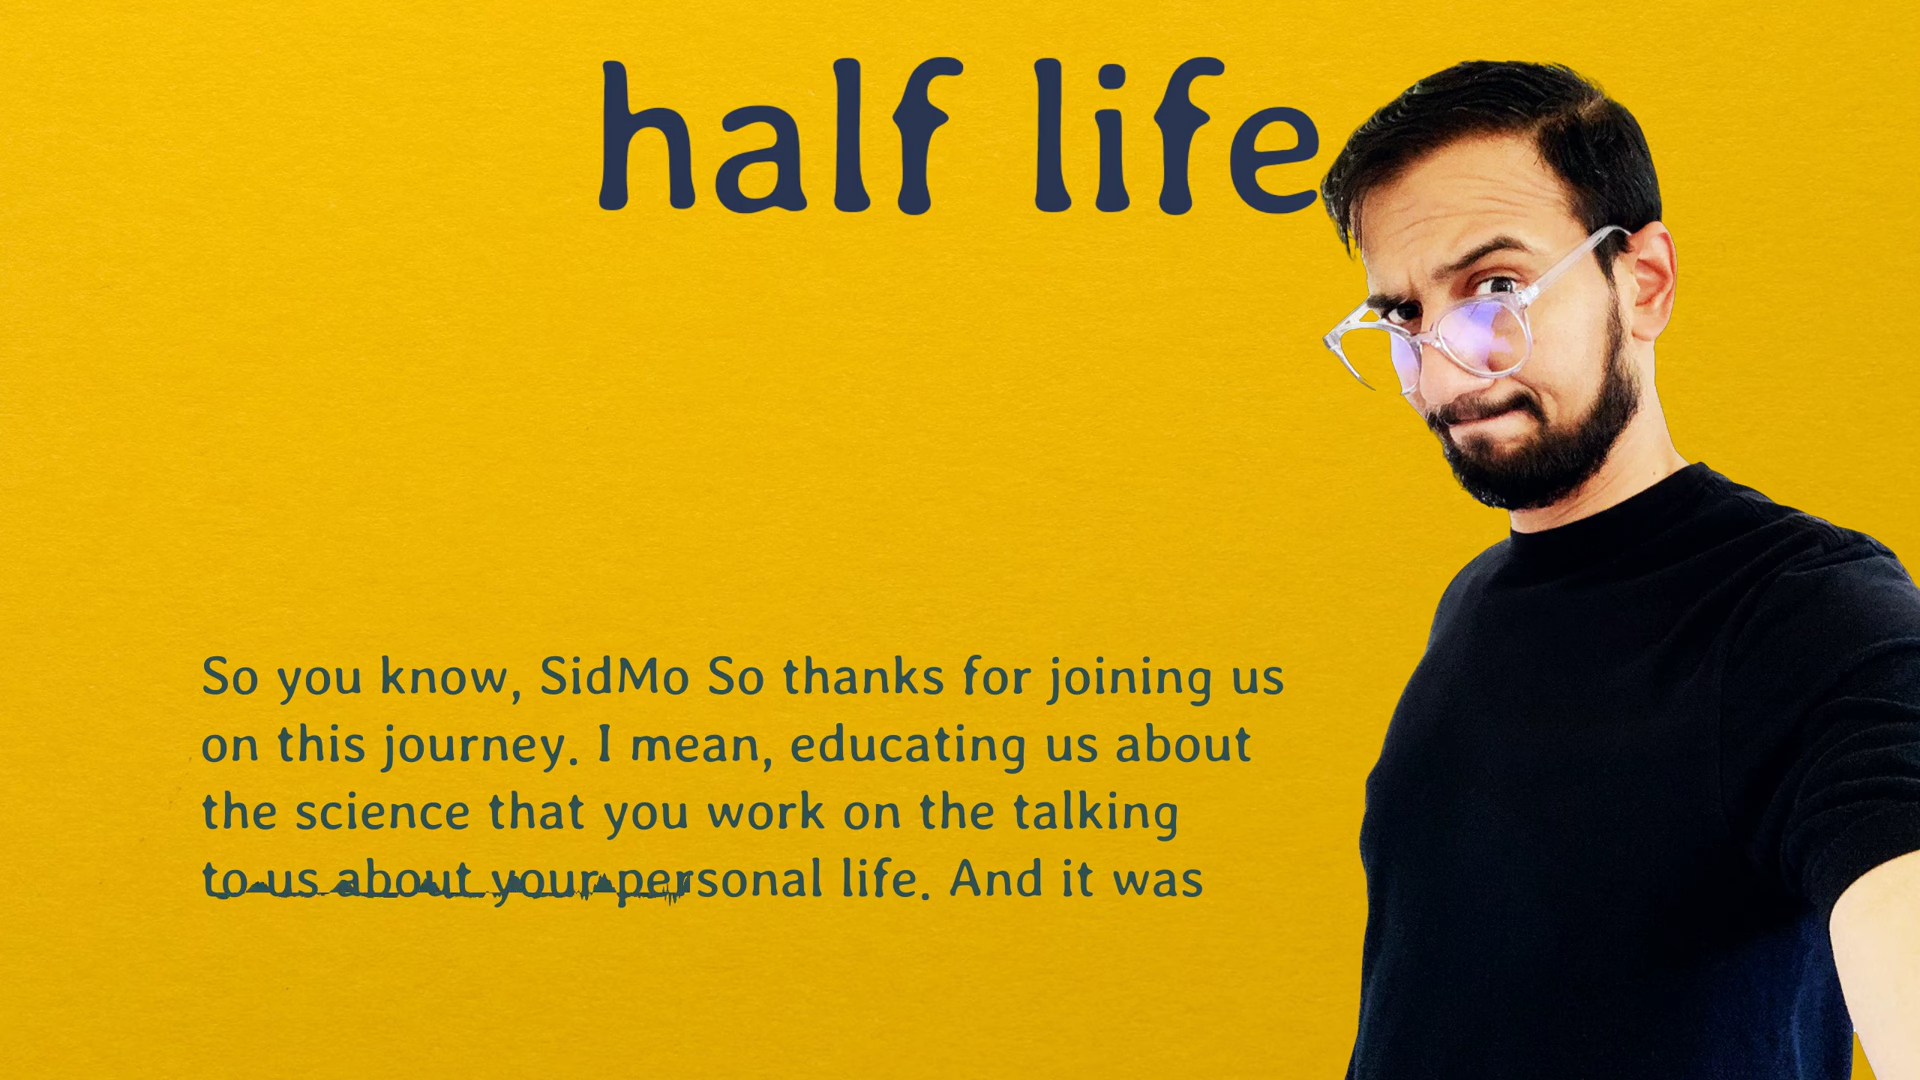 half life
So you know, SidMo So thanks for joining us
on this journey. I mean, educating us about
the science that you work on the talking
to us about your personal life. And it was